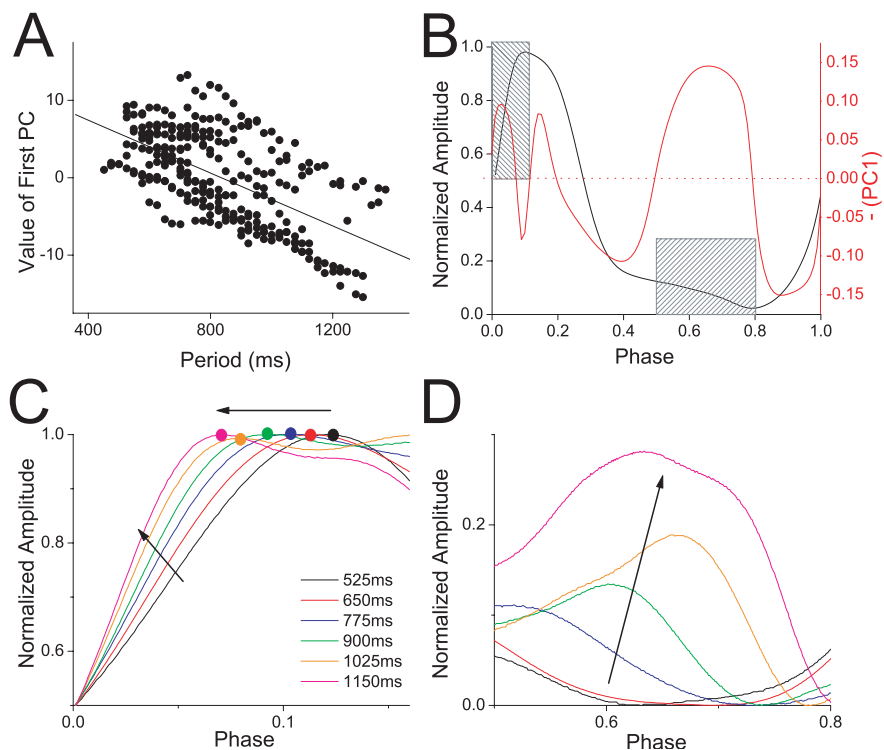 A
Value of First PC
10
0
-10
400
800
1200
Period (ms)
B
Normalized Amplitude
1.0
0.8
0.6
0.4
0.2
0.0
0.0
0.2
0.4
0.6
0.8
1.0
Phase
0.15
0.10
0.05
0.00
-0.05
-0.10
-0.15
- (PC1)
C
Normalized Amplitude
1.0
0.8
0.6
0.0
0.1
Phase
525ms
650ms
775ms
900ms
1025ms
1150ms
D
Normalized Amplitude
0.2
0.0
0.6
0.8
Phase